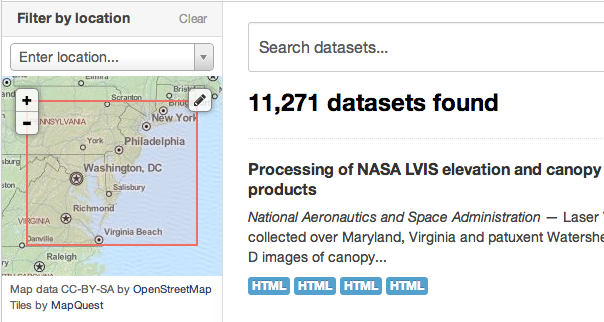 Filter by location Clear
Enter location...
Search datasets...
11,271 datasets found
+
-
Elmira
Scranton
Bridgeport
New York
PENNSYLVANIA
Philadelphia
York
Washington, DC
Salisbury
Richmond
VIRGINIA
Virginia Beach
Danville
Raleigh
Processing of NASA LVIS elevation and canopy
products
National Aeronautics and Space Administration — Laser
collected over Maryland, Virginia and patuxent Watershe
D images of canopy...
HTML HTML HTML HTML
Map data CC-BY-SA by OpenStreetMap
Tiles by MapQuest